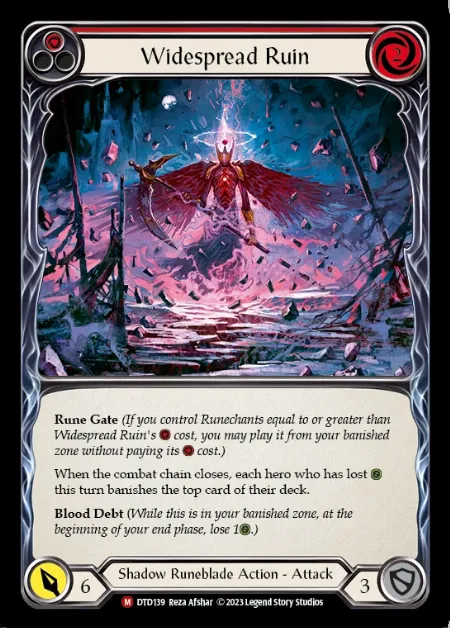 Widespread Ruin
2
Rune Gate (If you control Runechants equal to or greater than
Widespread Ruin's cost, you may play it from your banished
zone without paying its cost.)
When the combat chain closes, each hero who has lost
this turn banishes the top card of their deck.
Blood Debt (While this is in your banished zone, at the
beginning of your end phase, lose 1.)
6
Shadow Runeblade Action - Attack
3
M DTD139 Reza Afshar ©2023 Legend Story Studios